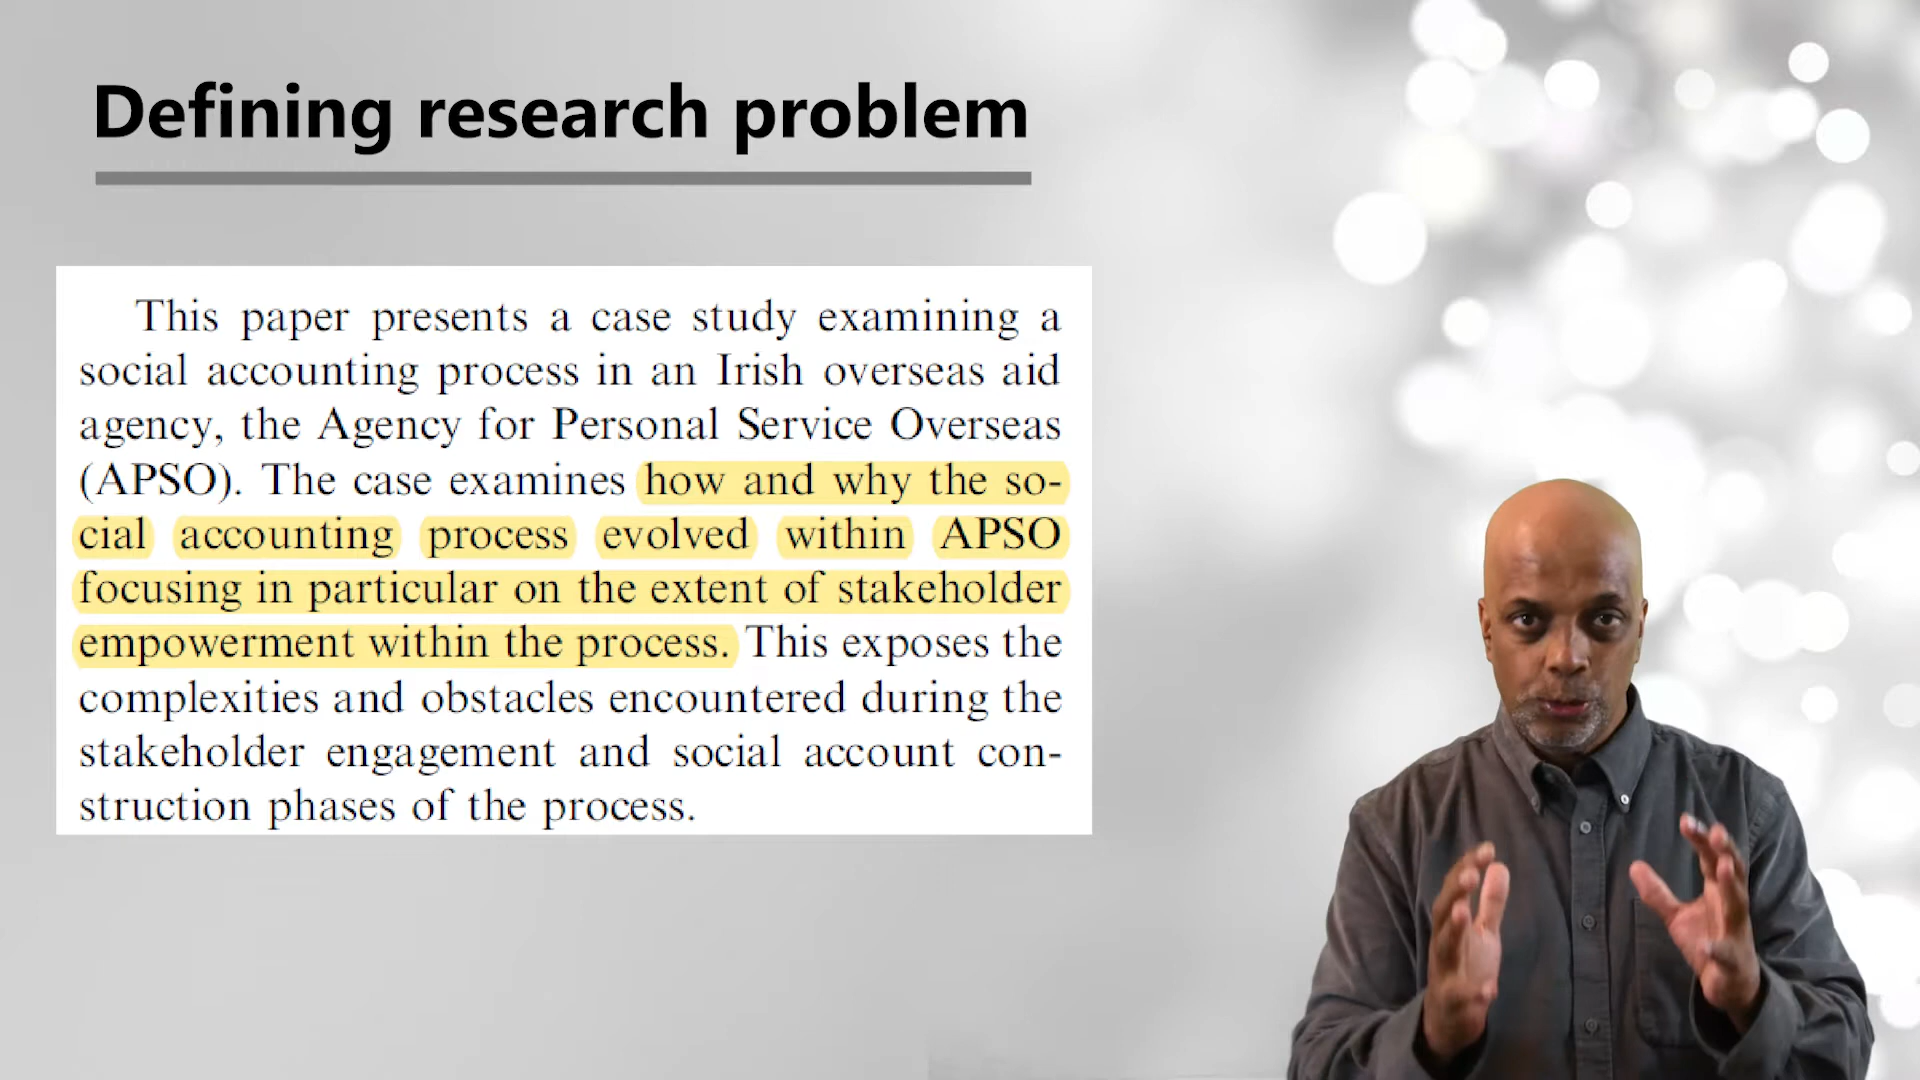 Defining research problem
This paper presents a case study examining a
social accounting process in an Irish overseas aid
agency, the Agency for Personal Service Overseas
(APSO). The case examines how and why the so-
cial accounting process evolved within APSO
focusing in particular on the extent of stakeholder
empowerment within the process. This exposes the
complexities and obstacles encountered during the
stakeholder engagement and social account con-
struction phases of the process.